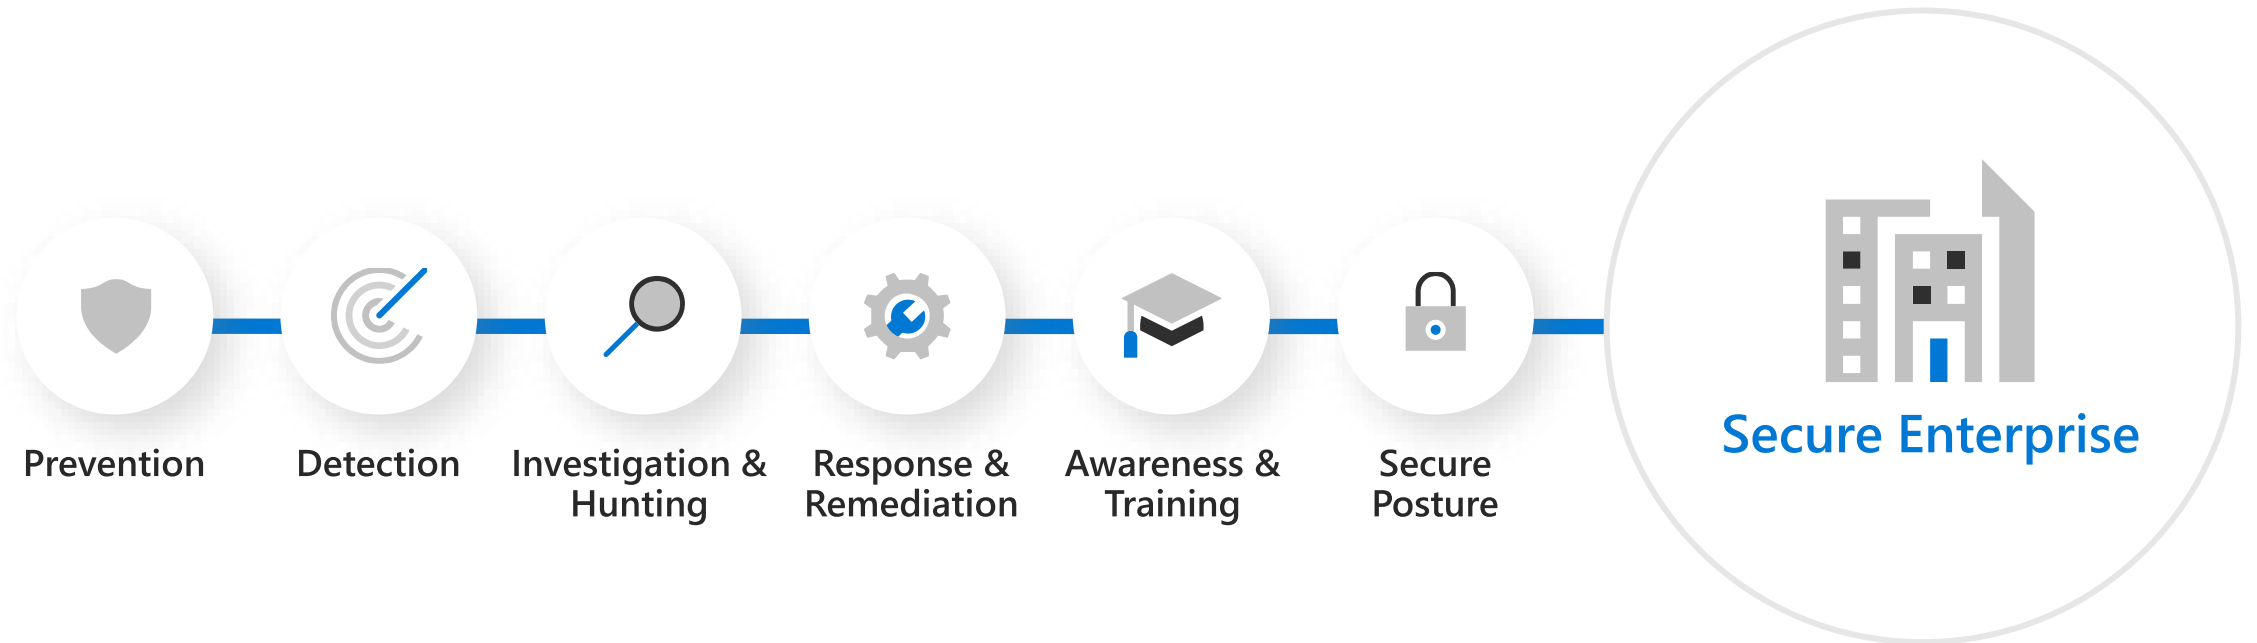 Prevention
Detection
Investigation &
Hunting
Response &
Remediation
Awareness &
Training
Secure
Posture
Secure Enterprise